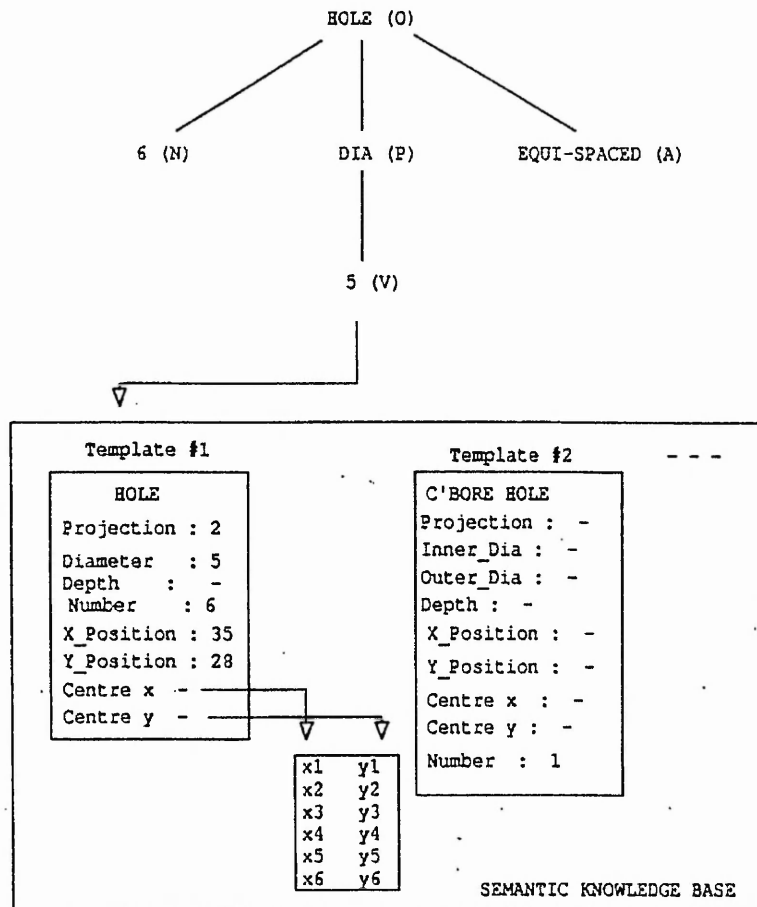 HOLE (O)
6 (N) DIA (P) EQUI-SPACED (A)
5 (V)
Template #1 Template #2 - - -
HOLE
Projection : 2
Diameter : 5
Depth : -
Number : 6
X_Position : 35
Y_Position : 28
Centre x -
Centre y -
C'BORE HOLE
Projection : -
Inner_Dia : -
Outer_Dia : -
Depth : -
X_Position : -
Y_Position : -
Centre x : -
Centre y : -
Number : 1
x1 y1
x2 y2
x3 y3
x4 y4
x5 y5
x6 y6
SEMANTIC KNOWLEDGE BASE